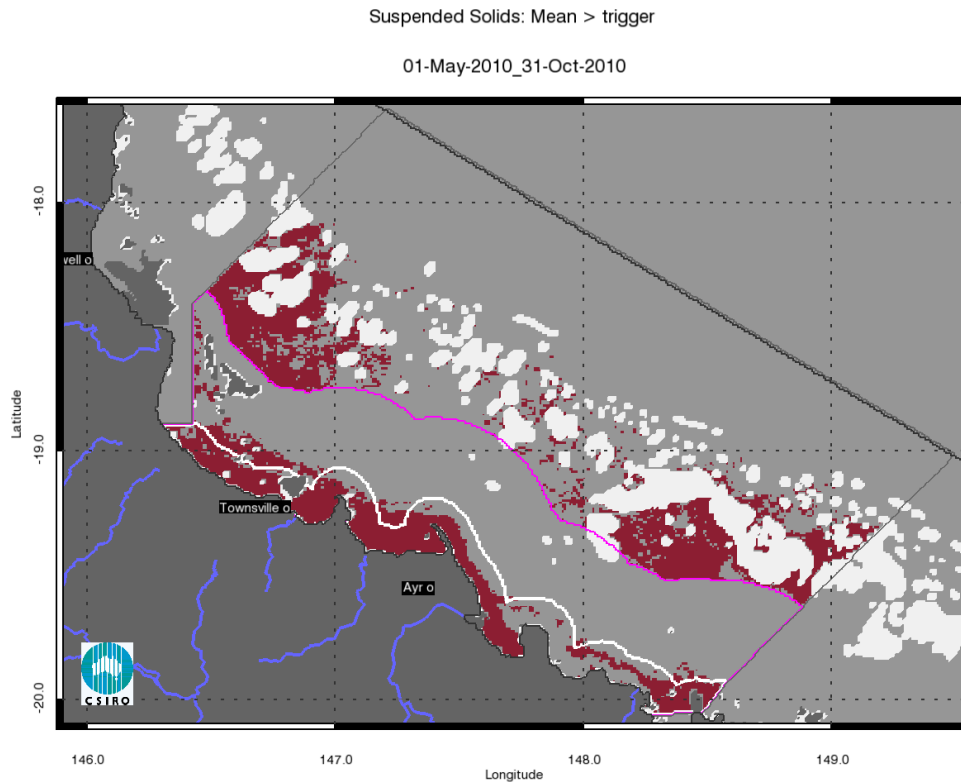 Suspended Solids: Mean > trigger
01-May-2010_31-Oct-2010
-18.0
well o
-19.0
Latitude
Townsville o
Ayr o
CSIRO
-20.0
146.0 147.0 148.0 149.0
Longitude